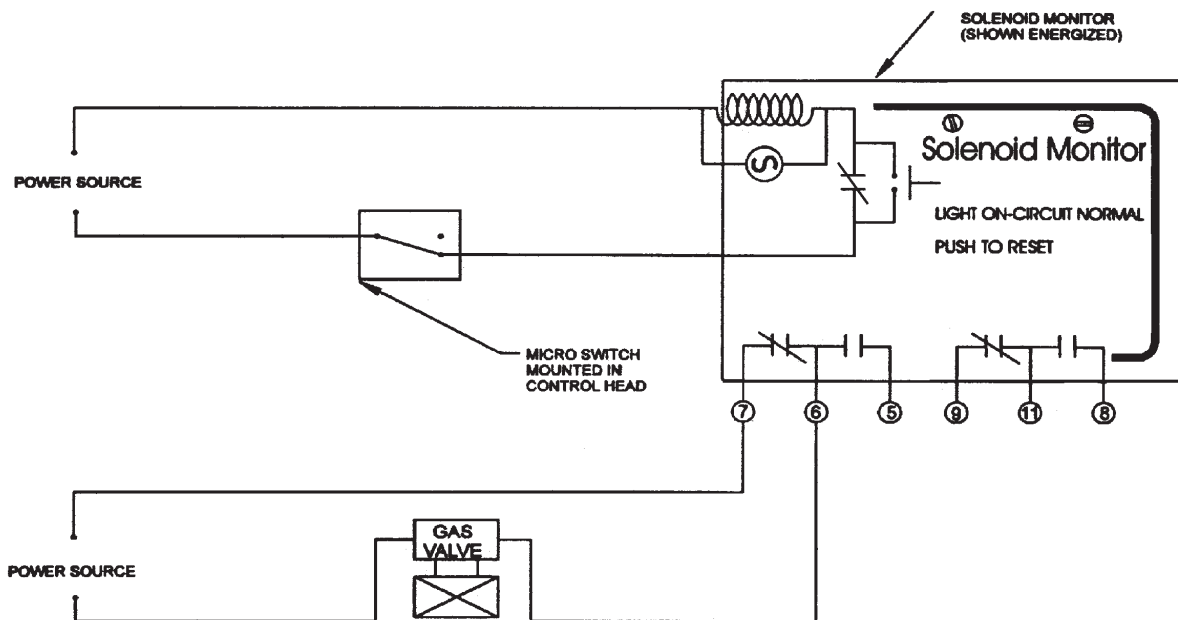 SOLENOID MONITOR
(SHOWN ENERGIZED)
S
Solenoid Monitor
POWER SOURCE
LIGHT ON-CIRCUIT NORMAL
PUSH TO RESET
MICRO SWITCH
MOUNTED IN
CONTROL HEAD
7
6
5
9
11
8
GAS
VALVE
POWER SOURCE